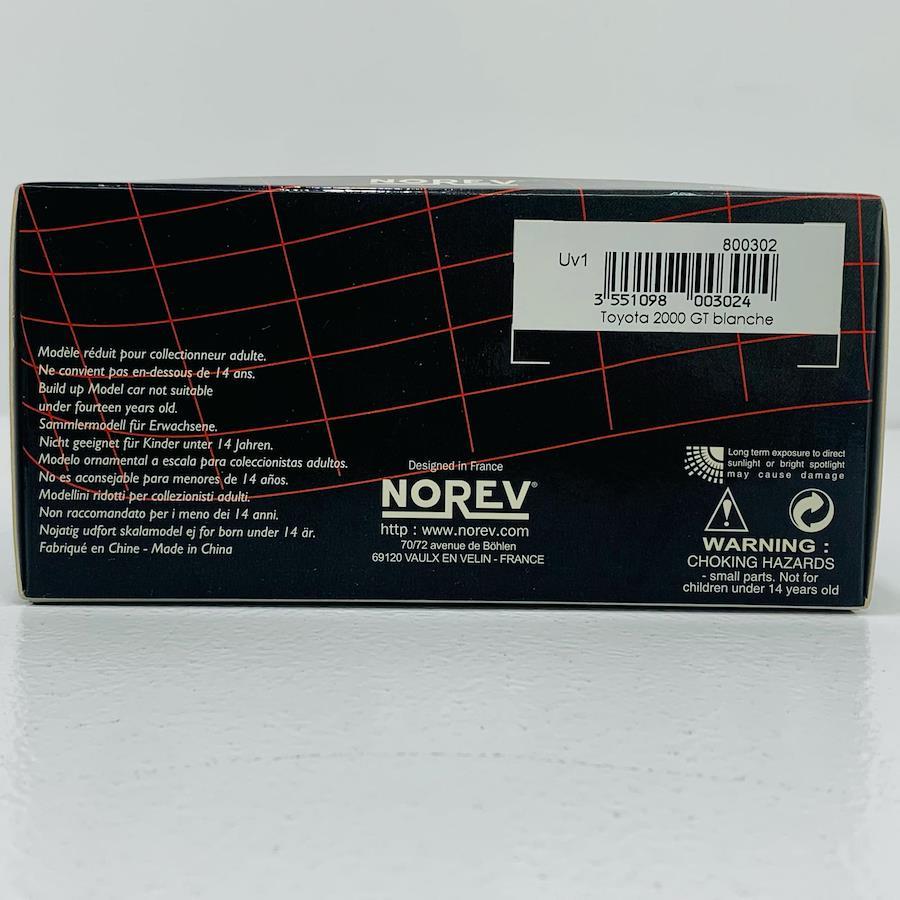 NOREV
800302
Uv1
3 551098 003024
Toyota 2000 GT blanche
Modèle réduit pour collectionneur adulte.
Ne convient pas en-dessous de 14 ans.
Build up Model car not suitable
under fourteen years old.
Sammlermodell für Erwachsene.
Nicht geeignet für Kinder unter 14 Jahren.
Modelo ornamental a escala para coleccionistas adultos.
No es aconsejable para menores de 14 años.
Modellini ridotti per collezionisti adulti.
Non raccomandato per i meno dei 14 anni.
Nojatig udfort skalamodel ej for born under 14 är.
Fabriqué en Chine - Made in China
Designed in France
NOREV®
http : www.norev.com
70/72 avenue de Böhlen
69120 VAULX EN VELIN - FRANCE
Long term exposure to direct
sunlight or bright spotlight
may cause damage
WARNING :
CHOKING HAZARDS
- small parts. Not for
children under 14 years old